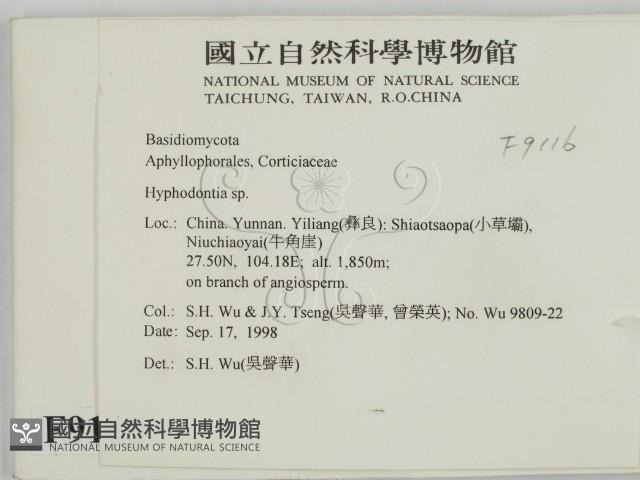 國立自然科學博物館
NATIONAL MUSEUM OF NATURAL SCIENCE
TAICHUNG, TAIWAN, R.O.CHINA
F9116
Basidiomycota
Aphyllophorales, Corticiaceae
Hyphodontia sp.
Loc.: China. Yunnan. Yiliang(彝良): Shiaotsaopa(小草壩),
Niuchiaoyai(牛角崖)
27.50N, 104.18E; alt. 1,850m;
on branch of angiosperm.
Col.: S.H. Wu & J.Y. Tseng(吳聲華, 曾榮英); No. Wu 9809-22
Date: Sep. 17, 1998
Det.: S.H. Wu(吳聲華)
F91
國立自然科學博物館
NATIONAL MUSEUM OF NATURAL SCIENCE